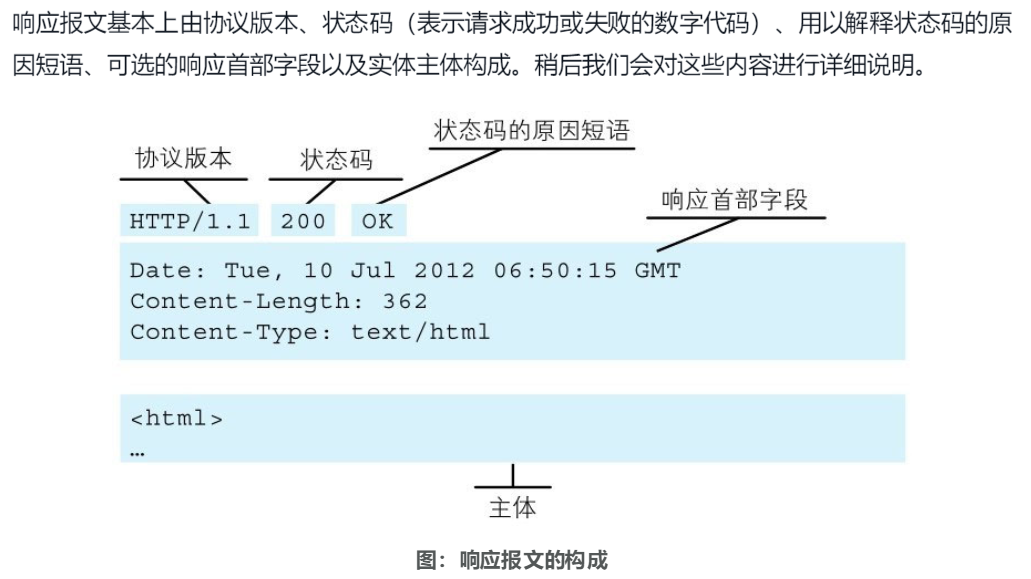 响应报文基本上由协议版本、状态码（表示请求成功或失败的数字代码）、用以解释状态码的原
因短语、可选的响应首部字段以及实体主体构成。稍后我们会对这些内容进行详细说明。
状态码的原因短语
协议版本 状态码
响应首部字段
HTTP/1.1 200 OK
Date: Tue, 10 Jul 2012 06:50:15 GMT
Content-Length: 362
Content-Type: text/html
<html>
…
主体
图：响应报文的构成